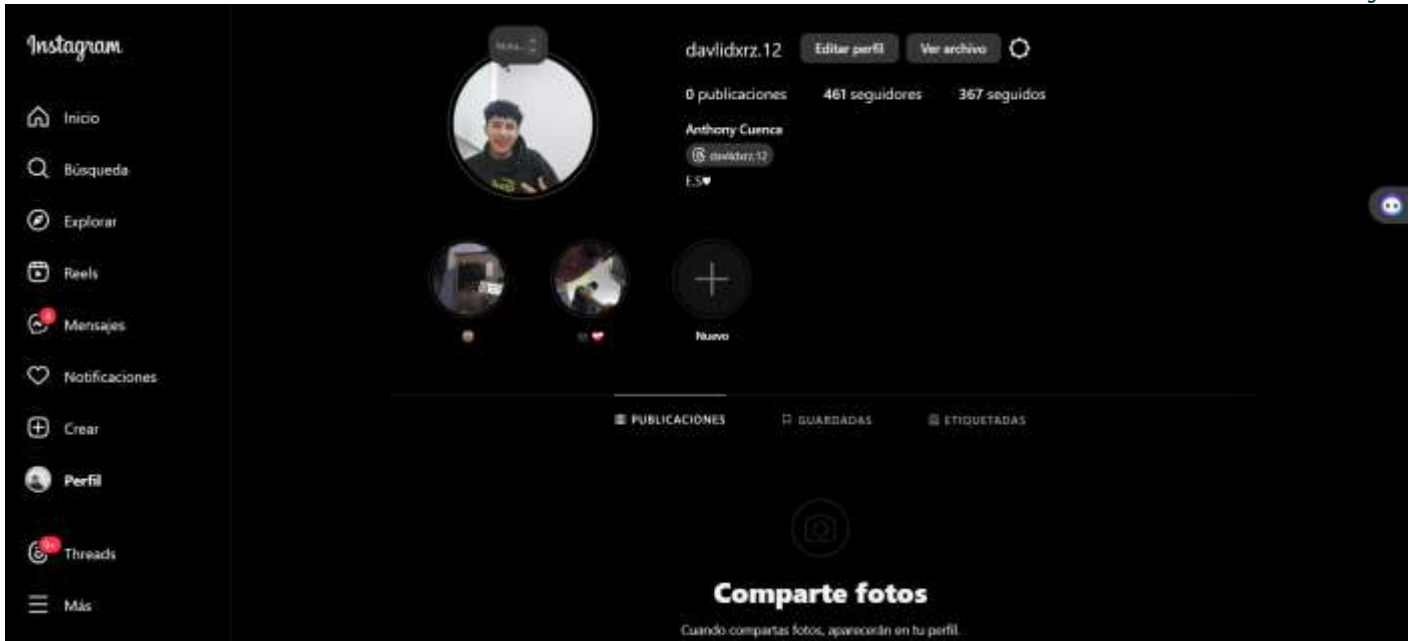 Instagram
Inicio
Búsqueda
Explorar
Reels
Mensajes
Notificaciones
Crear
Perfil
Threads
Más
davlidxrz.12 Editar perfil Ver archivo
0 publicaciones 461 seguidores 367 seguidos
Anthony Cuenca
davlidxrz.12
E.S♥
Nuevo
PUBLICACIONES GUARDADAS ETIQUETADAS
Comparte fotos
Cuando compartas fotos, aparecerán en tu perfil.